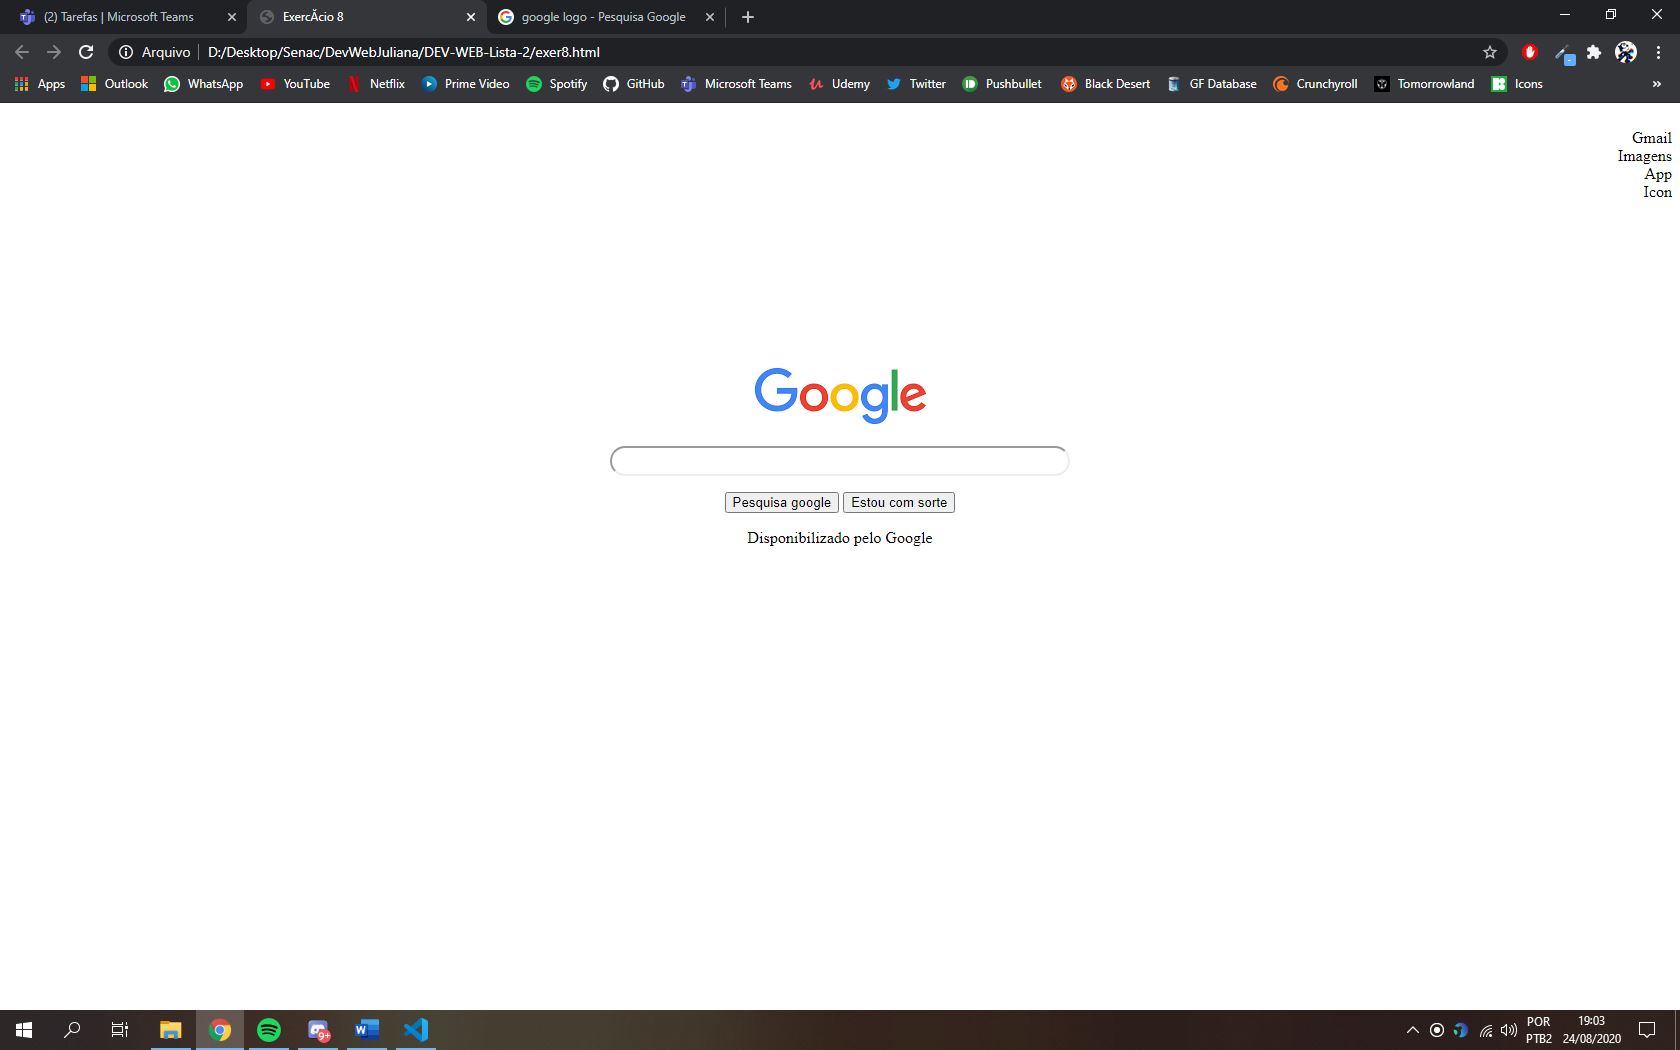 (2) Tarefas | Microsoft Teams
ExercĂ­cio 8
google logo - Pesquisa Google
Arquivo | D:/Desktop/Senac/DevWebJuliana/DEV-WEB-Lista-2/exer8.html
Apps Outlook WhatsApp YouTube Netflix Prime Video Spotify GitHub Microsoft Teams Udemy Twitter Pushbullet Black Desert GF Database Crunchyroll Tomorrowland Icons »
Gmail
Imagens
App
Icon
Google
Pesquisa google Estou com sorte
Disponibilizado pelo Google
9+
POR 19:03
PTB2 24/08/2020